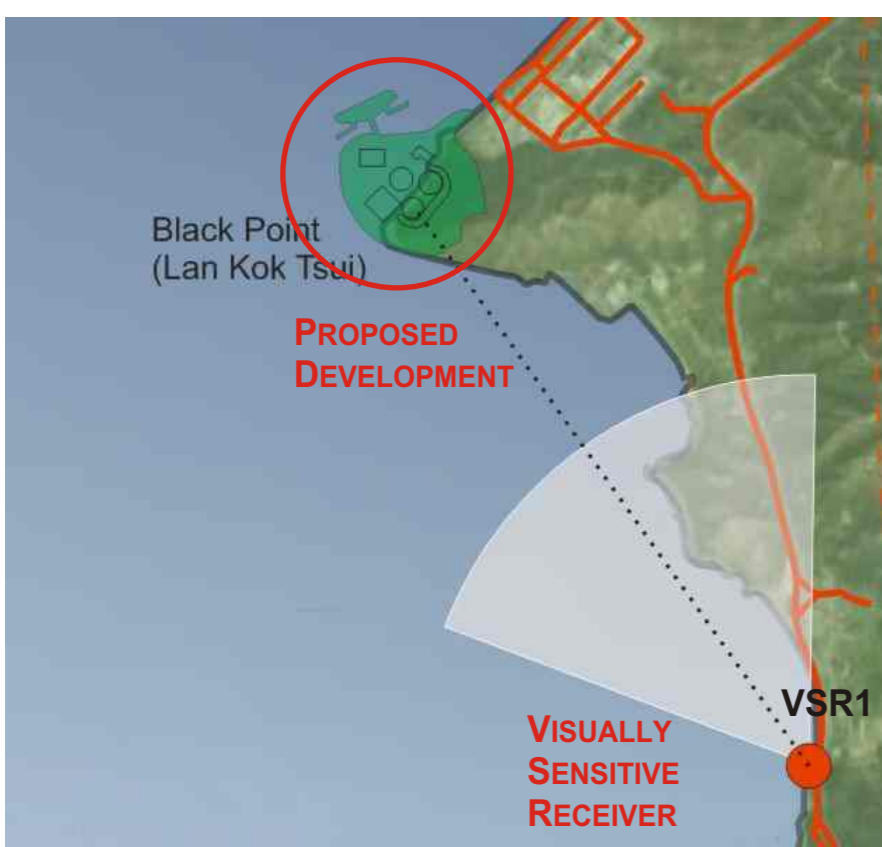 Black Point
(Lan Kok Tsui)
PROPOSED
DEVELOPMENT
VSR1
VISUALLY
SENSITIVE
RECEIVER